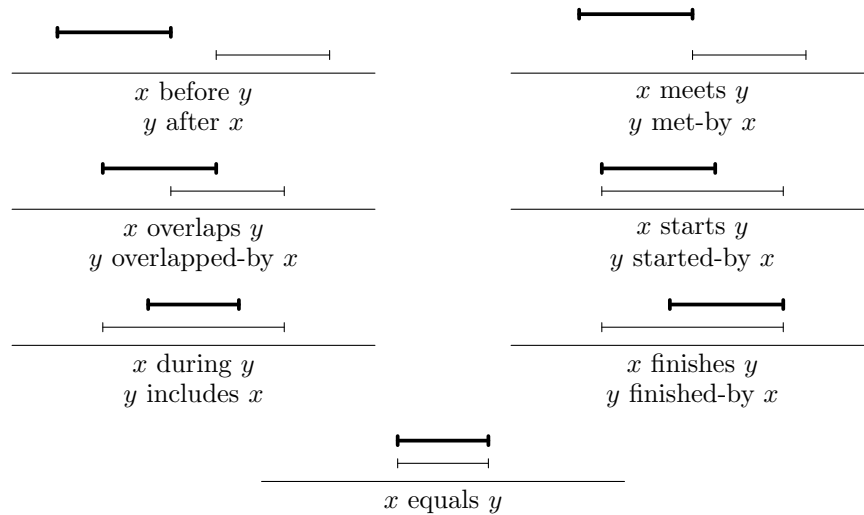 x before y
y after x
x meets y
y met-by x
x overlaps y
y overlapped-by x
x starts y
y started-by x
x during y
y includes x
x finishes y
y finished-by x
x equals y